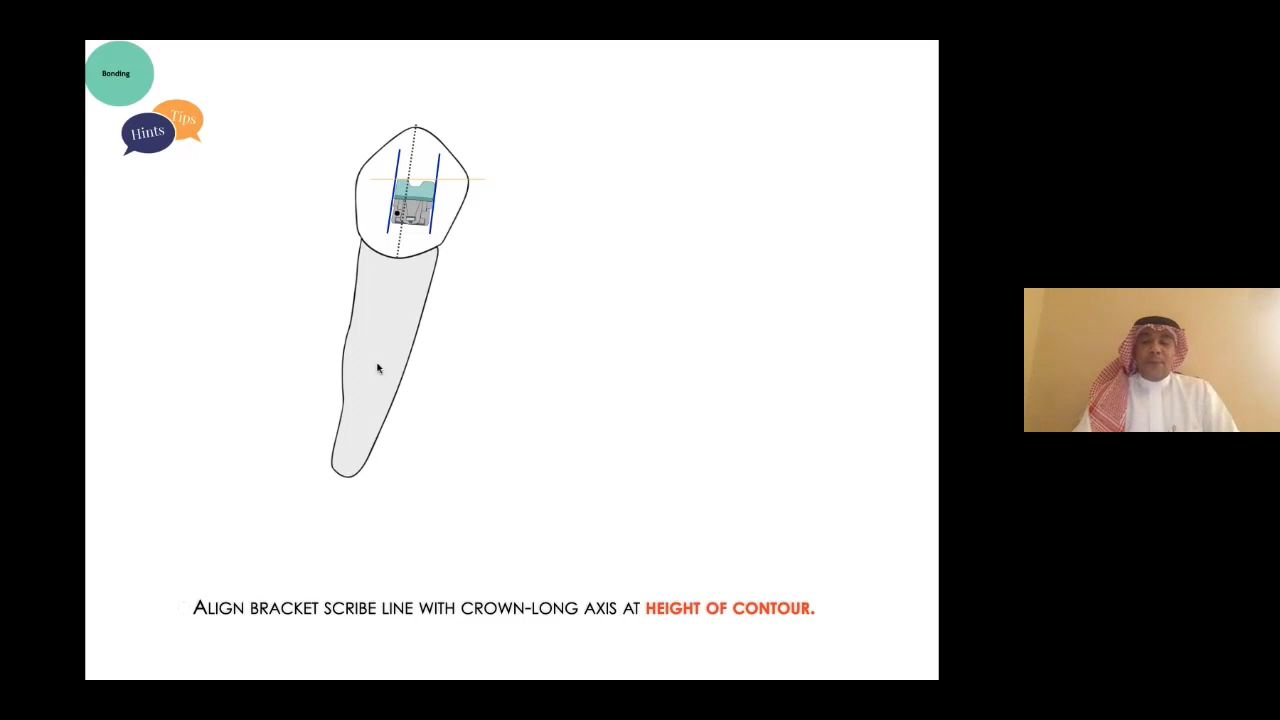 Bonding
Tips
Hints
ALIGN BRACKET SCRIBE LINE WITH CROWN-LONG AXIS AT HEIGHT OF CONTOUR.